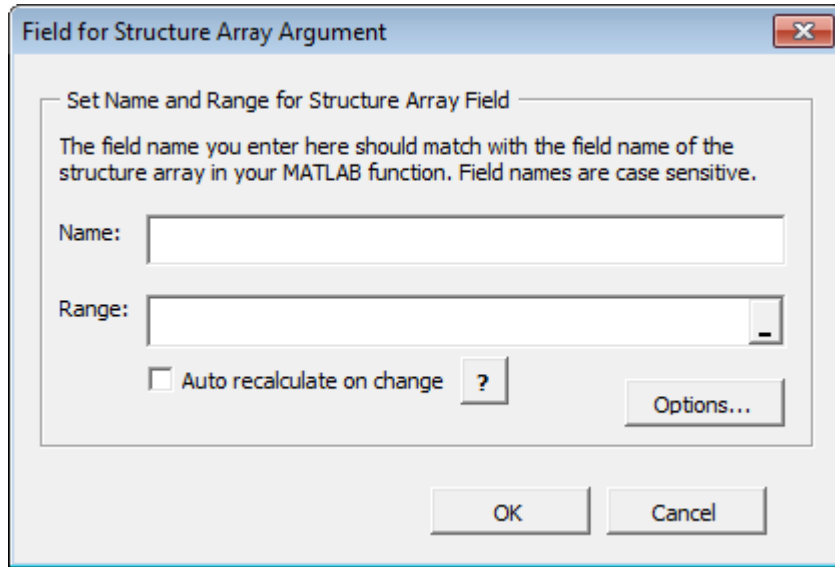 Field for Structure Array Argument
Set Name and Range for Structure Array Field
The field name you enter here should match with the field name of the
structure array in your MATLAB function. Field names are case sensitive.
Name:
Range:
_
Auto recalculate on change ?
Options...
OK Cancel